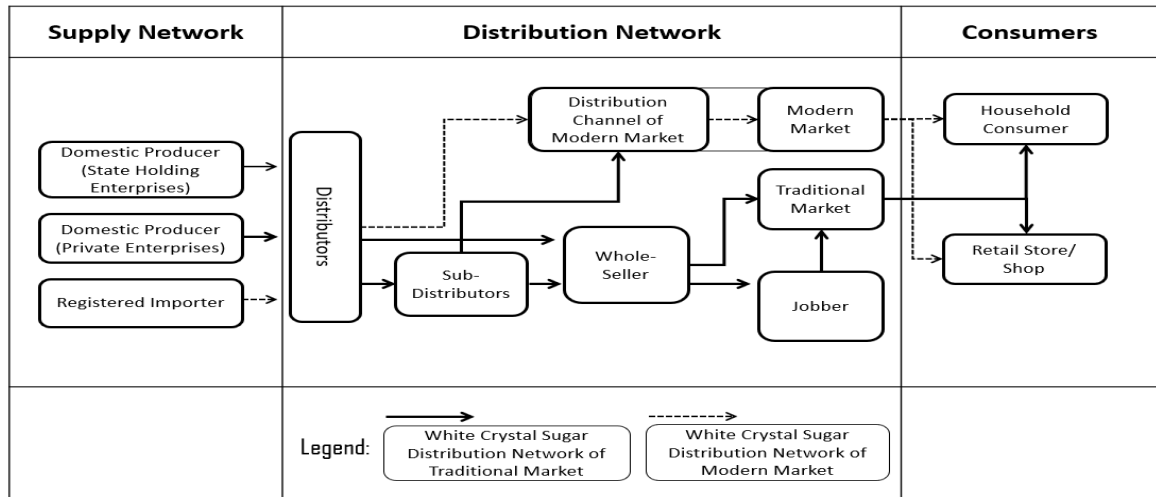 Supply Network
Distribution Network
Consumers
Domestic Producer
(State Holding
Enterprises)
Domestic Producer
(Private Enterprises)
Registered Importer
Distributors
Sub-
Distributors
Distribution
Channel of
Modern Market
Whole-
Seller
Modern
Market
Traditional
Market
Jobber
Household
Consumer
Retail Store/
Shop
Legend:
White Crystal Sugar
Distribution Network of
Traditional Market
White Crystal Sugar
Distribution Network of
Modern Market